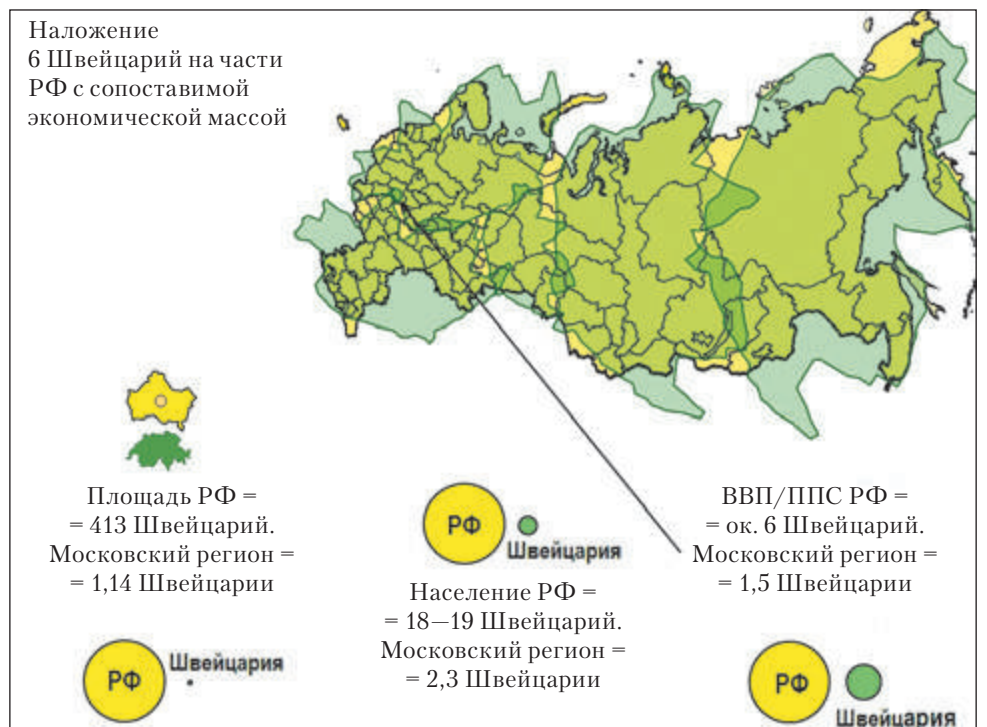 Наложение
6 Швейцарий на части
РФ с сопоставимой
экономической массой
Площадь РФ =
= 413 Швейцарий.
Московский регион =
= 1,14 Швейцарии
РФ
Швейцария
РФ
Швейцария
Население РФ =
= 18—19 Швейцарий.
Московский регион =
= 2,3 Швейцарии
ВВП/ППС РФ =
= ок. 6 Швейцарий.
Московский регион =
= 1,5 Швейцарии
РФ
Швейцария